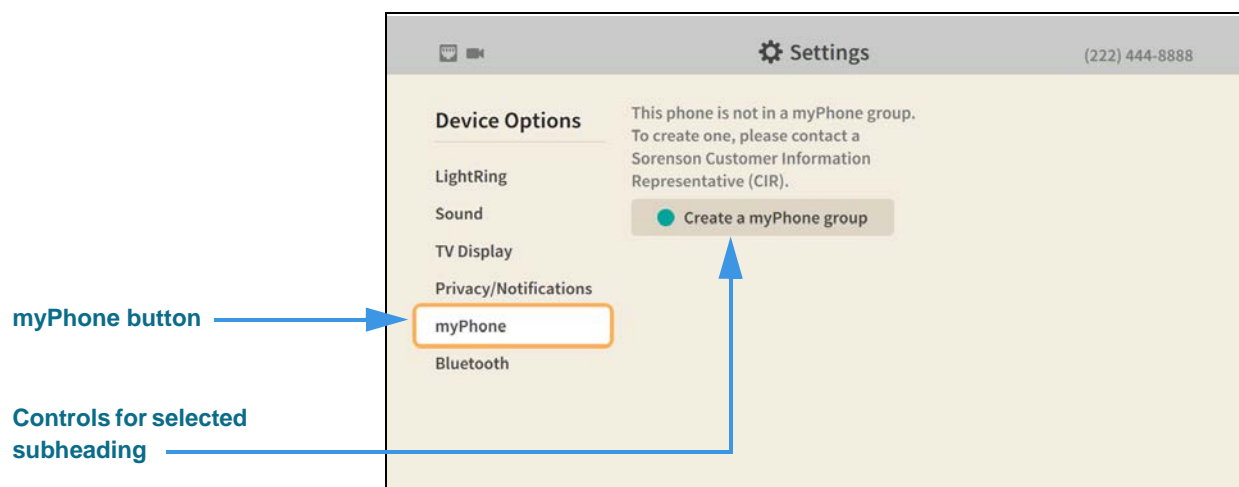 Settings
(222) 444-8888
Device Options
LightRing
Sound
TV Display
Privacy/Notifications
myPhone
Bluetooth
This phone is not in a myPhone group.
To create one, please contact a
Sorenson Customer Information
Representative (CIR).
Create a myPhone group
myPhone button
Controls for selected
subheading